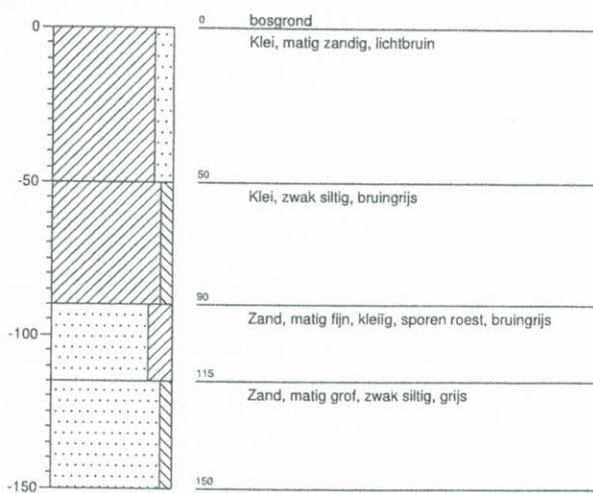 0
0 bosgrond
Klei, matig zandig, lichtbruin
-50
50
Klei, zwak siltig, bruingrijs
90
-100
Zand, matig fijn, kleiïg, sporen roest, bruingrijs
115
Zand, matig grof, zwak siltig, grijs
-150
150